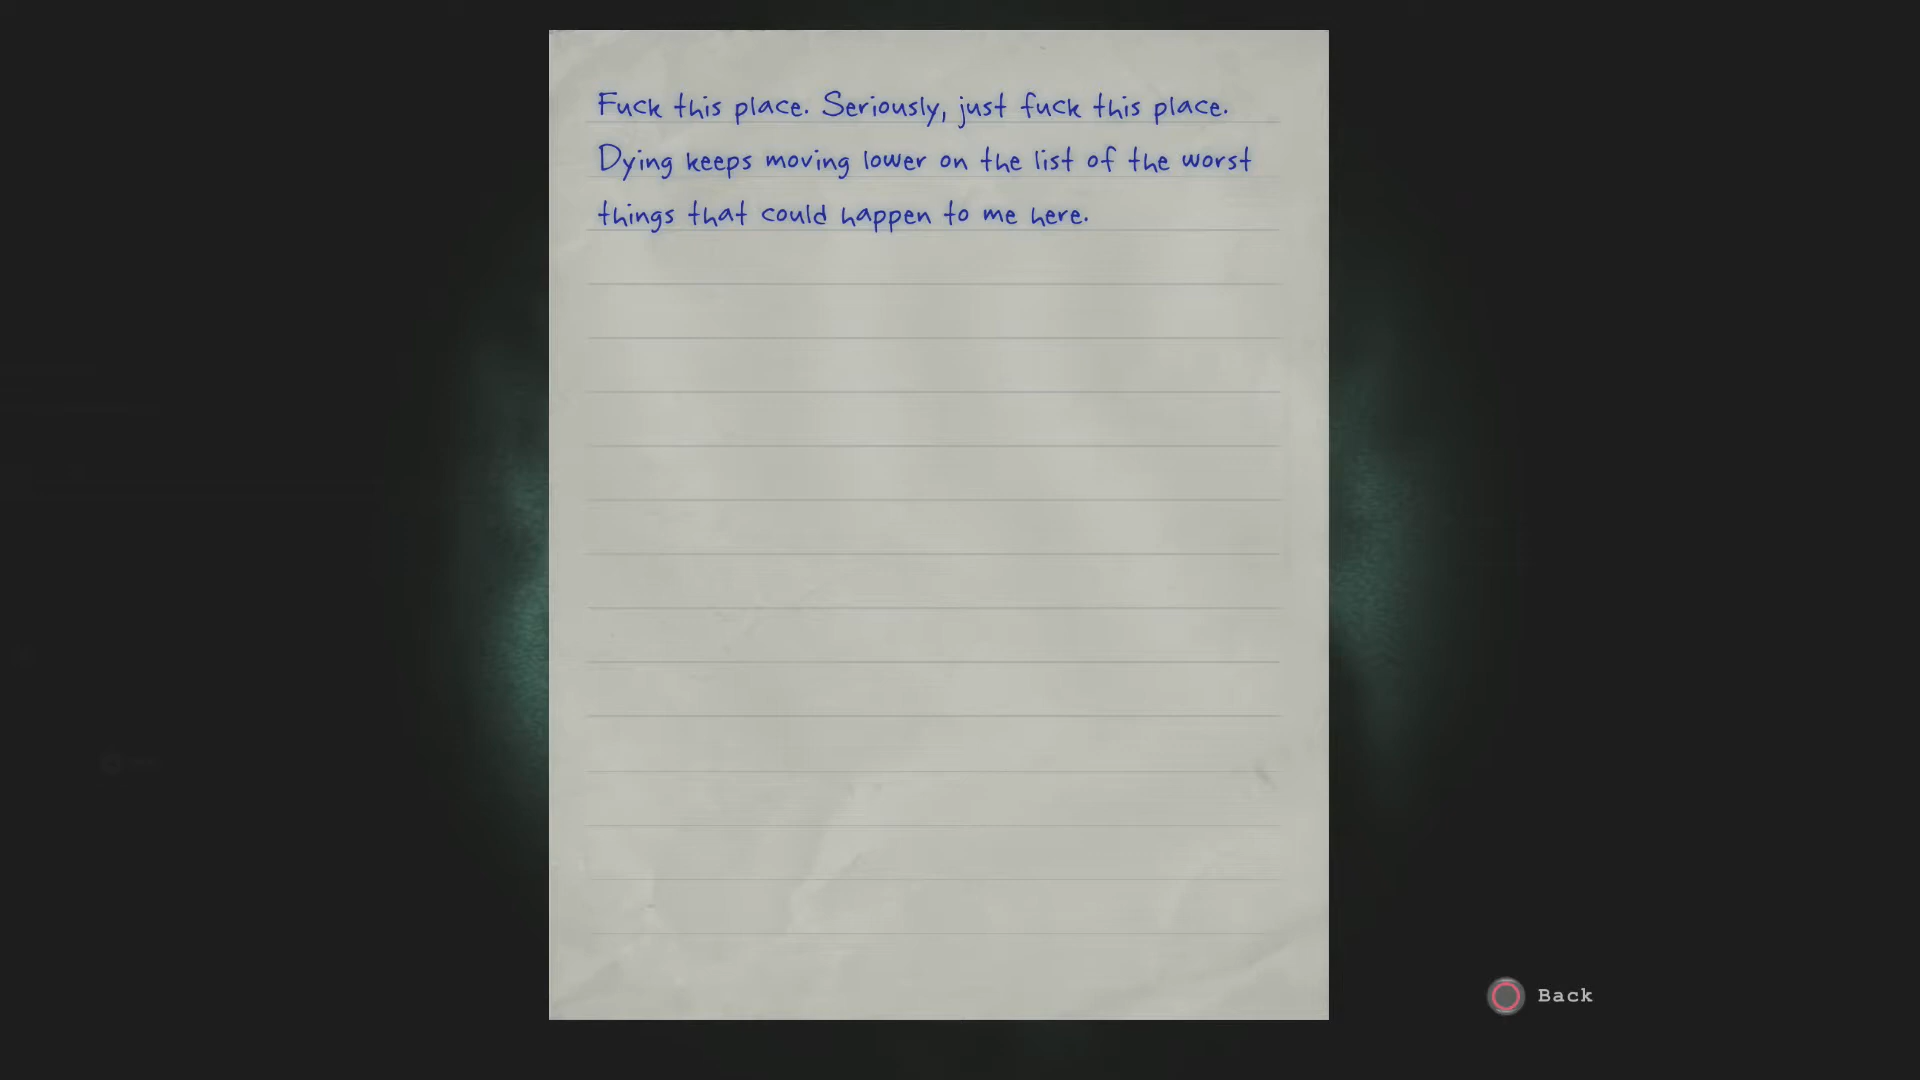 Fuck this place. Seriously, just fuck this place.
Dying keeps moving lower on the list of the worst
things that could happen to me here.
Back